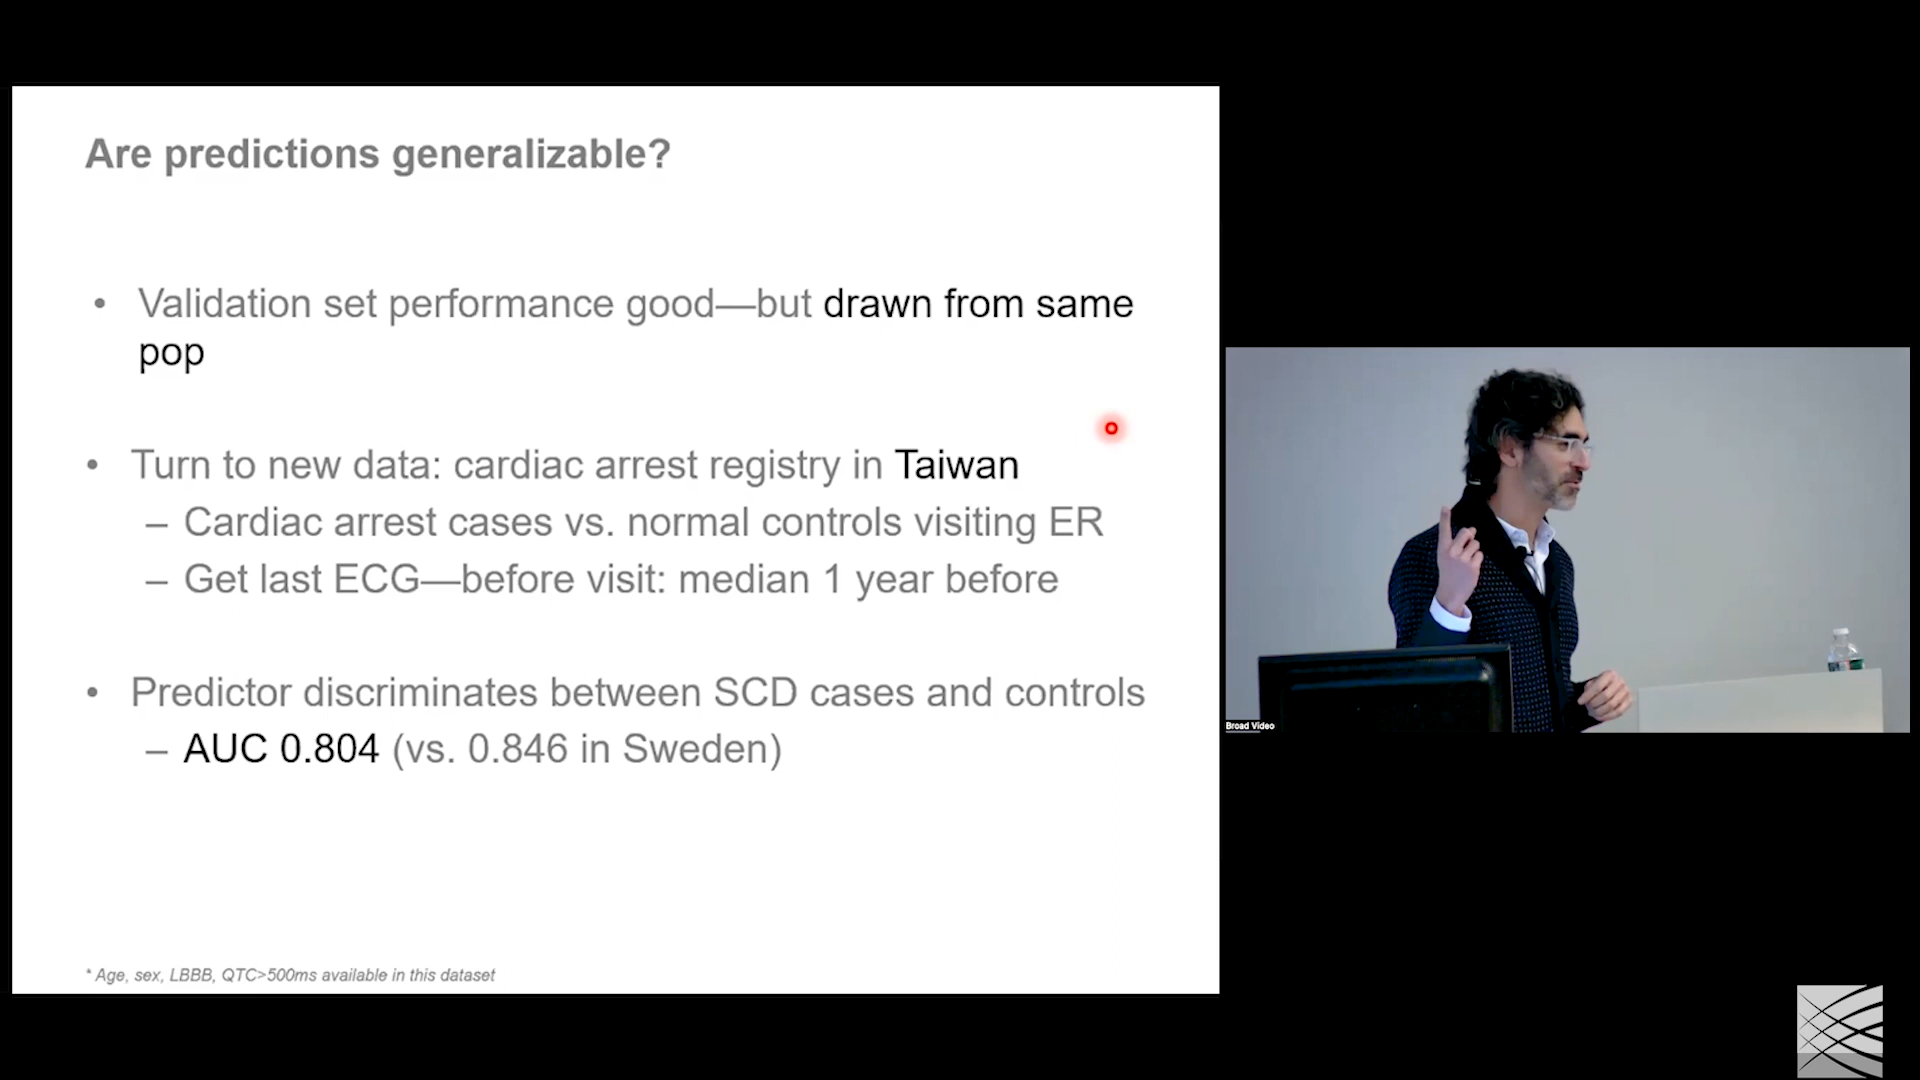 Are predictions generalizable?
• Validation set performance good—but drawn from same
pop
• Turn to new data: cardiac arrest registry in Taiwan
– Cardiac arrest cases vs. normal controls visiting ER
– Get last ECG—before visit: median 1 year before
• Predictor discriminates between SCD cases and controls
– AUC 0.804 (vs. 0.846 in Sweden)
* Age, sex, LBBB, QTC>500ms available in this dataset
Broad Video